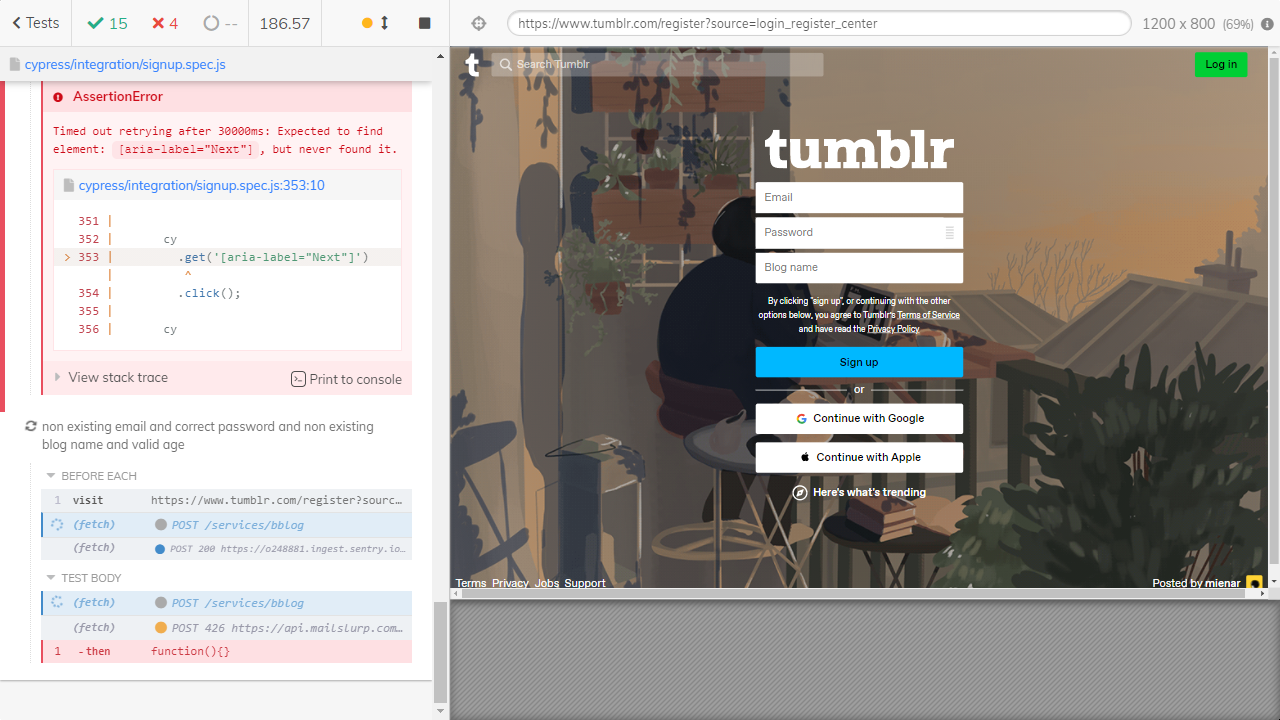 Tests
15
4
--
186.57
https://www.tumblr.com/register?source=login_register_center
1200 x 800 (69%)
cypress/integration/signup.spec.js
AssertionError
Timed out retrying after 30000ms: Expected to find
element: [aria-label="Next"], but never found it.
cypress/integration/signup.spec.js:353:10
351 |
352 | cy
> 353 | .get('[aria-label="Next"]')
| ^
354 | .click();
355 |
356 | cy
View stack trace
Print to console
non existing email and correct password and non existing
blog name and valid age
BEFORE EACH
1 visit https://www.tumblr.com/register?sourc…
(fetch) POST /services/bblog
(fetch) POST 200 https://o248881.ingest.sentry.io…
TEST BODY
(fetch) POST /services/bblog
(fetch) POST 426 https://api.mailslurp.com…
1 -then function(){}
t
Search Tumblr
Log in
tumblr
Email
Password
Blog name
By clicking "sign up", or continuing with the other
options below, you agree to Tumblr's Terms of Service
and have read the Privacy Policy
Sign up
or
Continue with Google
Continue with Apple
Here's what's trending
Terms Privacy Jobs Support
Posted by mienar